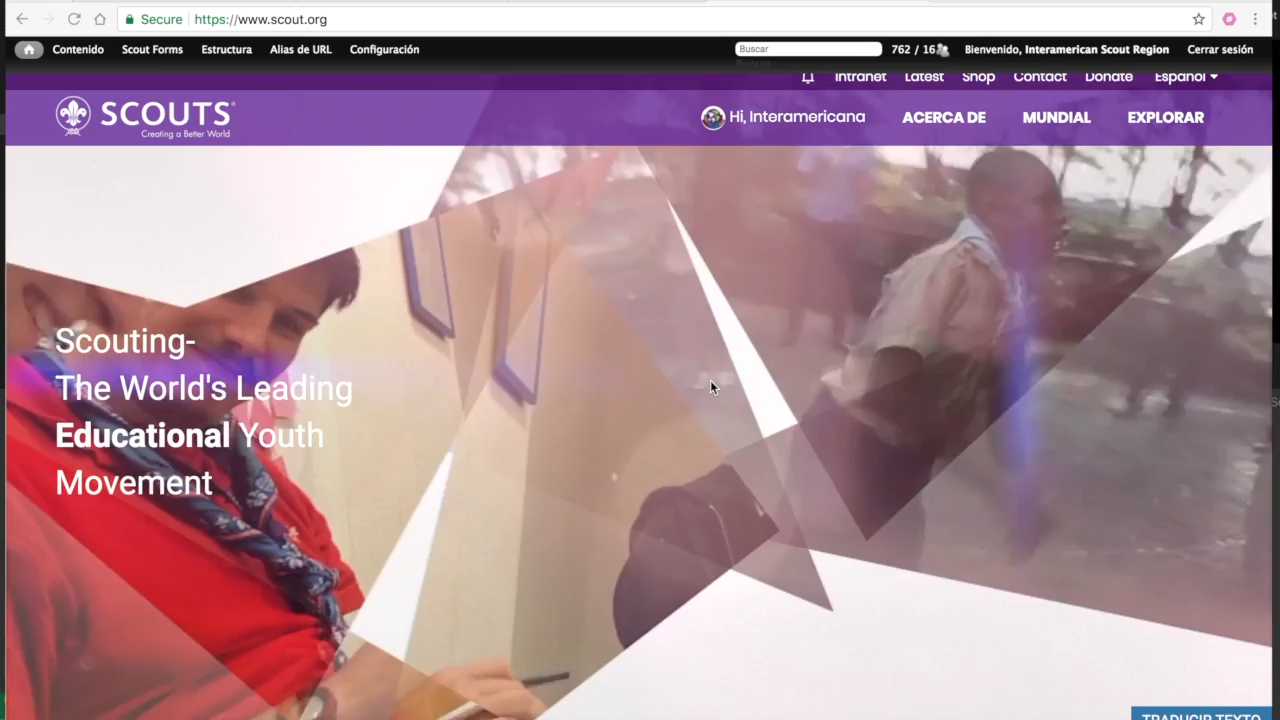 Secure https://www.scout.org
Contenido Scout Forms Estructura Alias de URL Configuración Buscar 762 / 16 Bienvenido, Interamerican Scout Region Cerrar sesión
Intranet Latest Shop Contact Donate Español
SCOUTS®
Creating a Better World
Hi, Interamericana ACERCA DE MUNDIAL EXPLORAR
Scouting-
The World's Leading
Educational Youth
Movement
TRADUCIR TEXTO